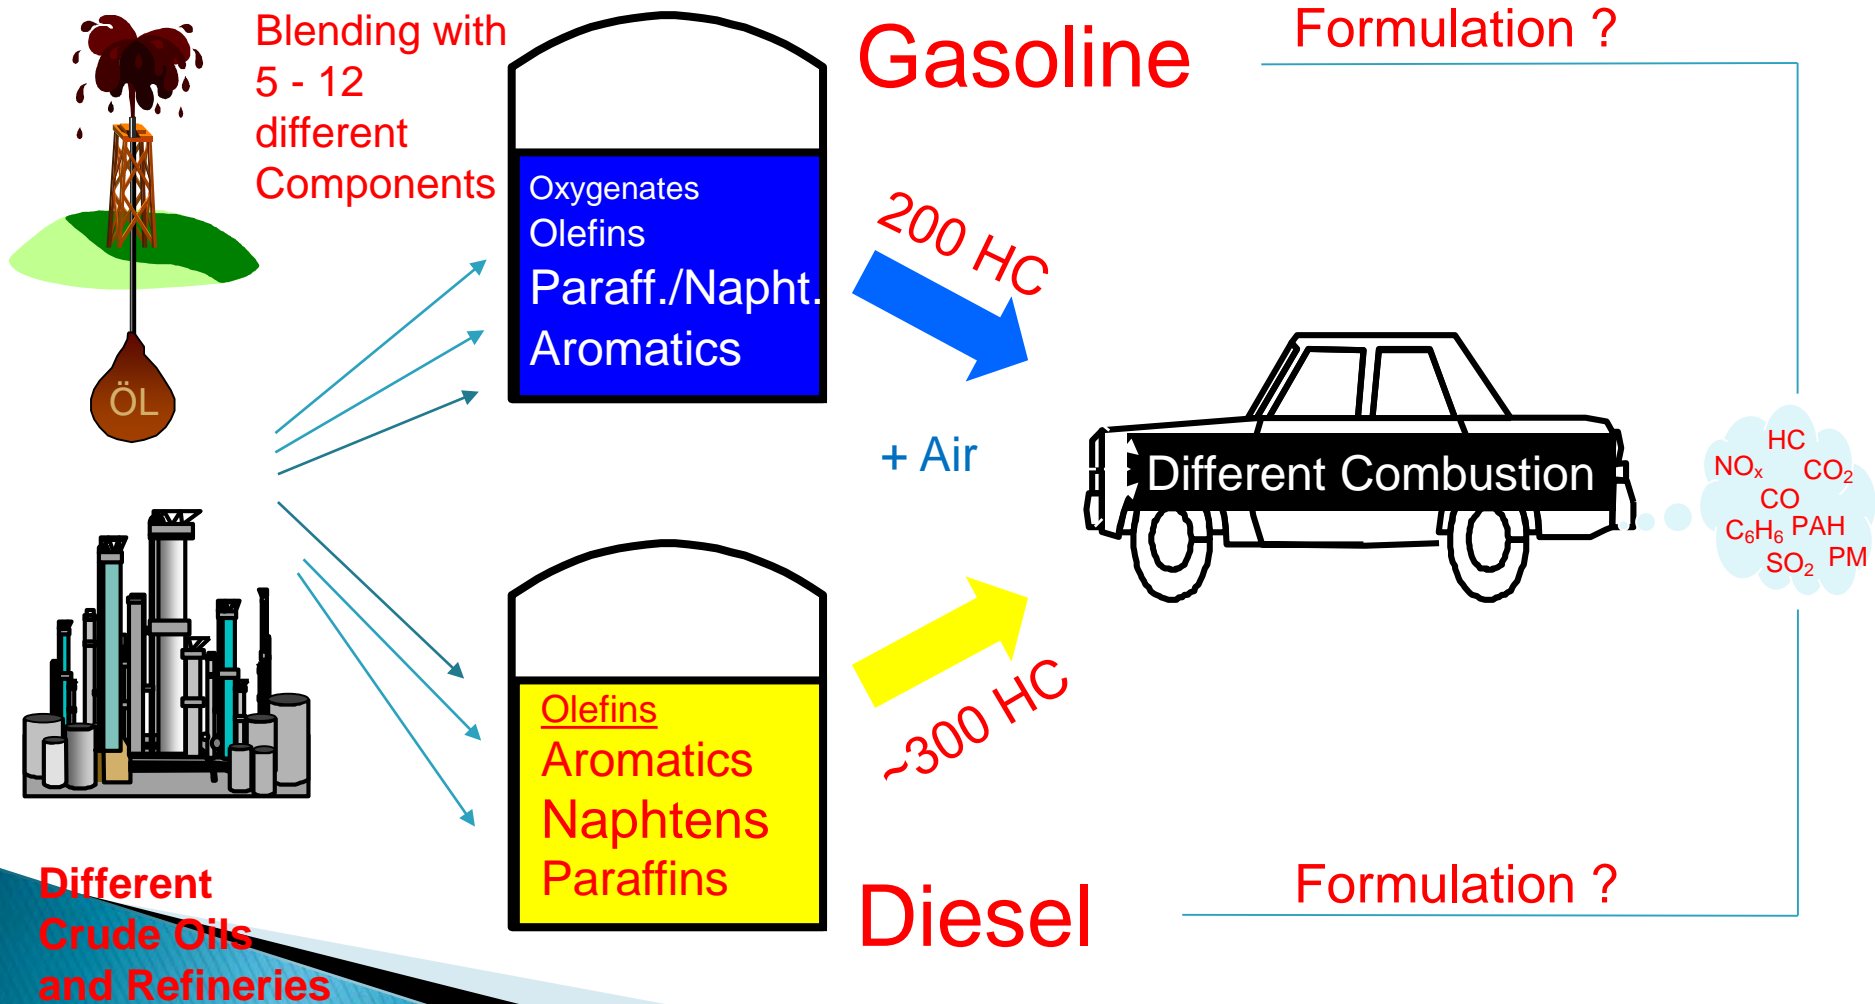 Blending with
5 - 12
different
Components
Gasoline
Formulation ?
Oxygenates
Olefins
Paraff./Napht.
Aromatics
200 HC
ÖL
+ Air
Different Combustion
HC
NOₓ CO₂
CO
C₆H₆ PAH
SO₂ PM
Olefins
Aromatics
Naphtens
Paraffins
~300 HC
Diesel
Formulation ?
Different
Crude Oils
and Refineries